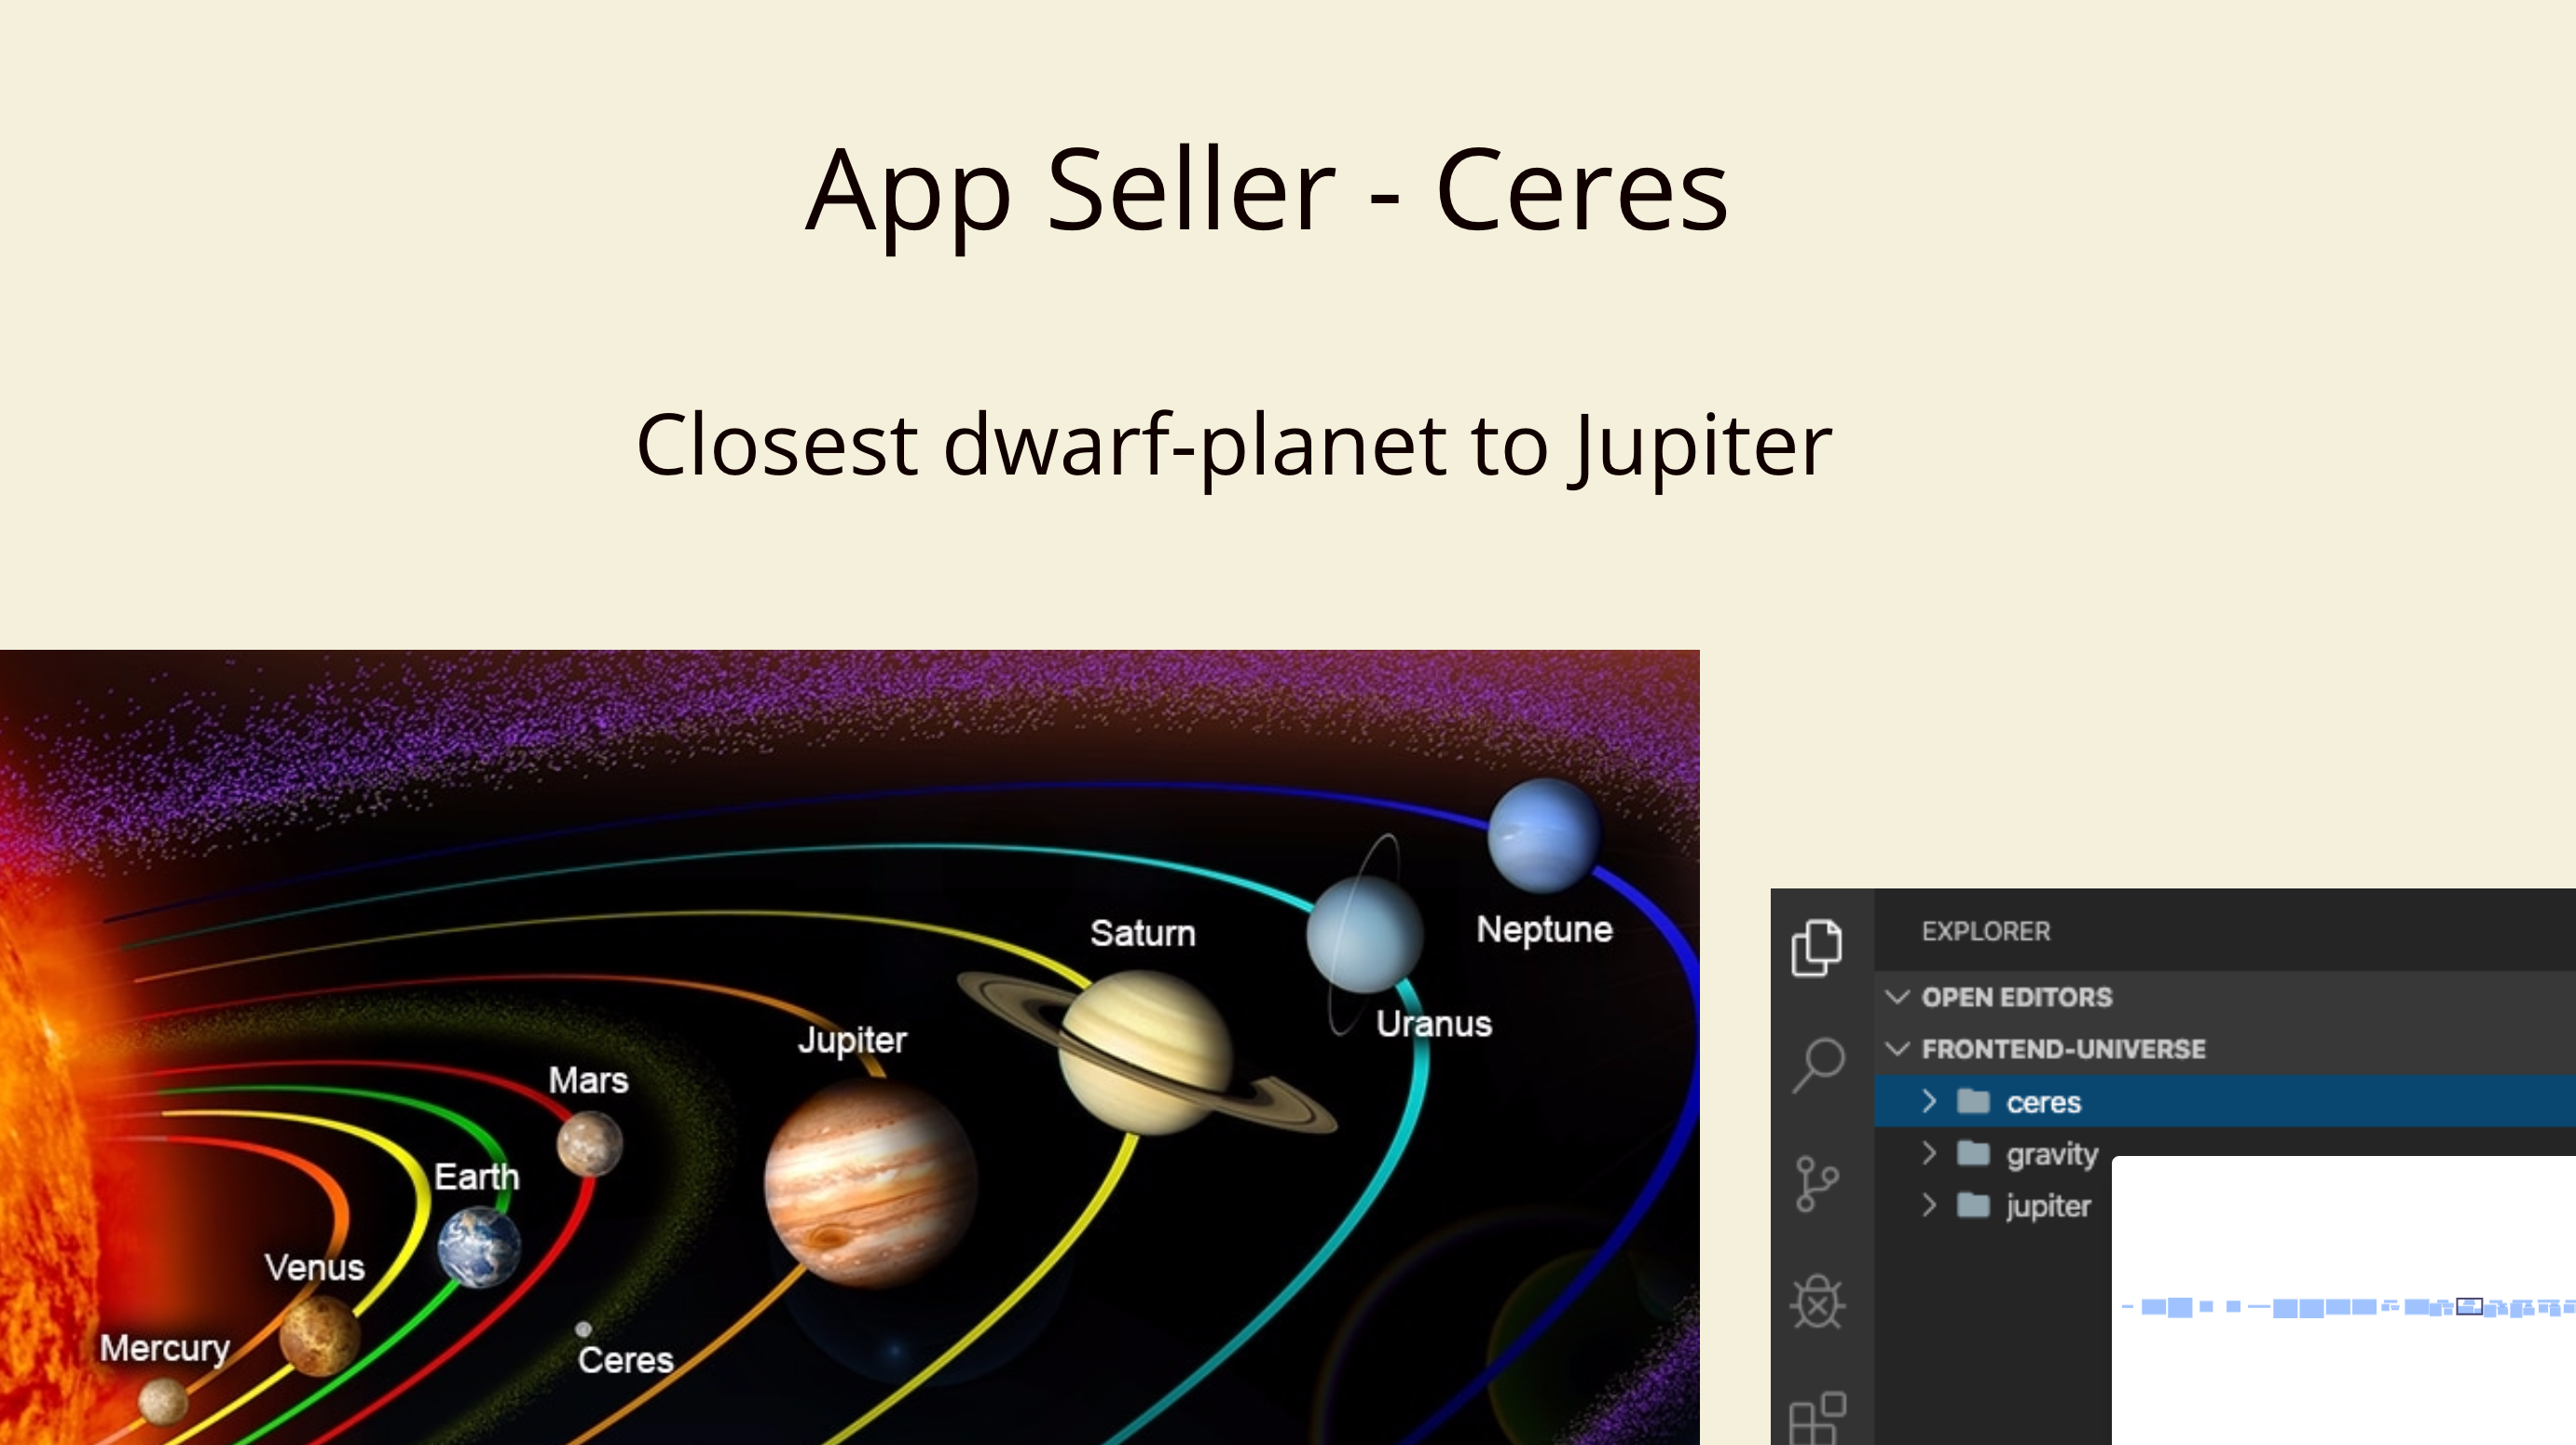 App Seller - Ceres
Closest dwarf-planet to Jupiter
Neptune
Saturn
Uranus
Jupiter
Mars
Earth
Venus
Mercury
Ceres
EXPLORER
OPEN EDITORS
FRONTEND-UNIVERSE
ceres
gravity
jupiter